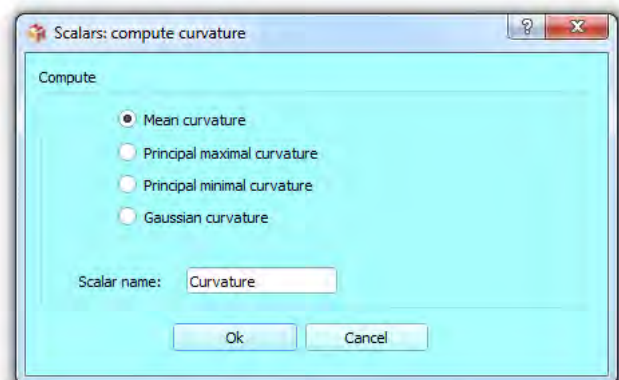 Scalars: compute curvature
Compute
Mean curvature
Principal maximal curvature
Principal minimal curvature
Gaussian curvature
Scalar name: Curvature
Ok Cancel